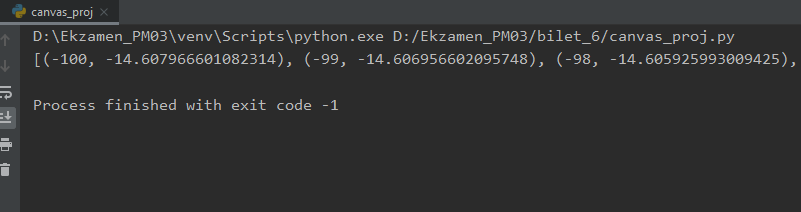 canvas_proj
D:\Ekzamen_PM03\venv\Scripts\python.exe D:/Ekzamen_PM03/bilet_6/canvas_proj.py
[(-100, -14.607966601082314), (-99, -14.606956602095748), (-98, -14.605925993009425),
Process finished with exit code -1